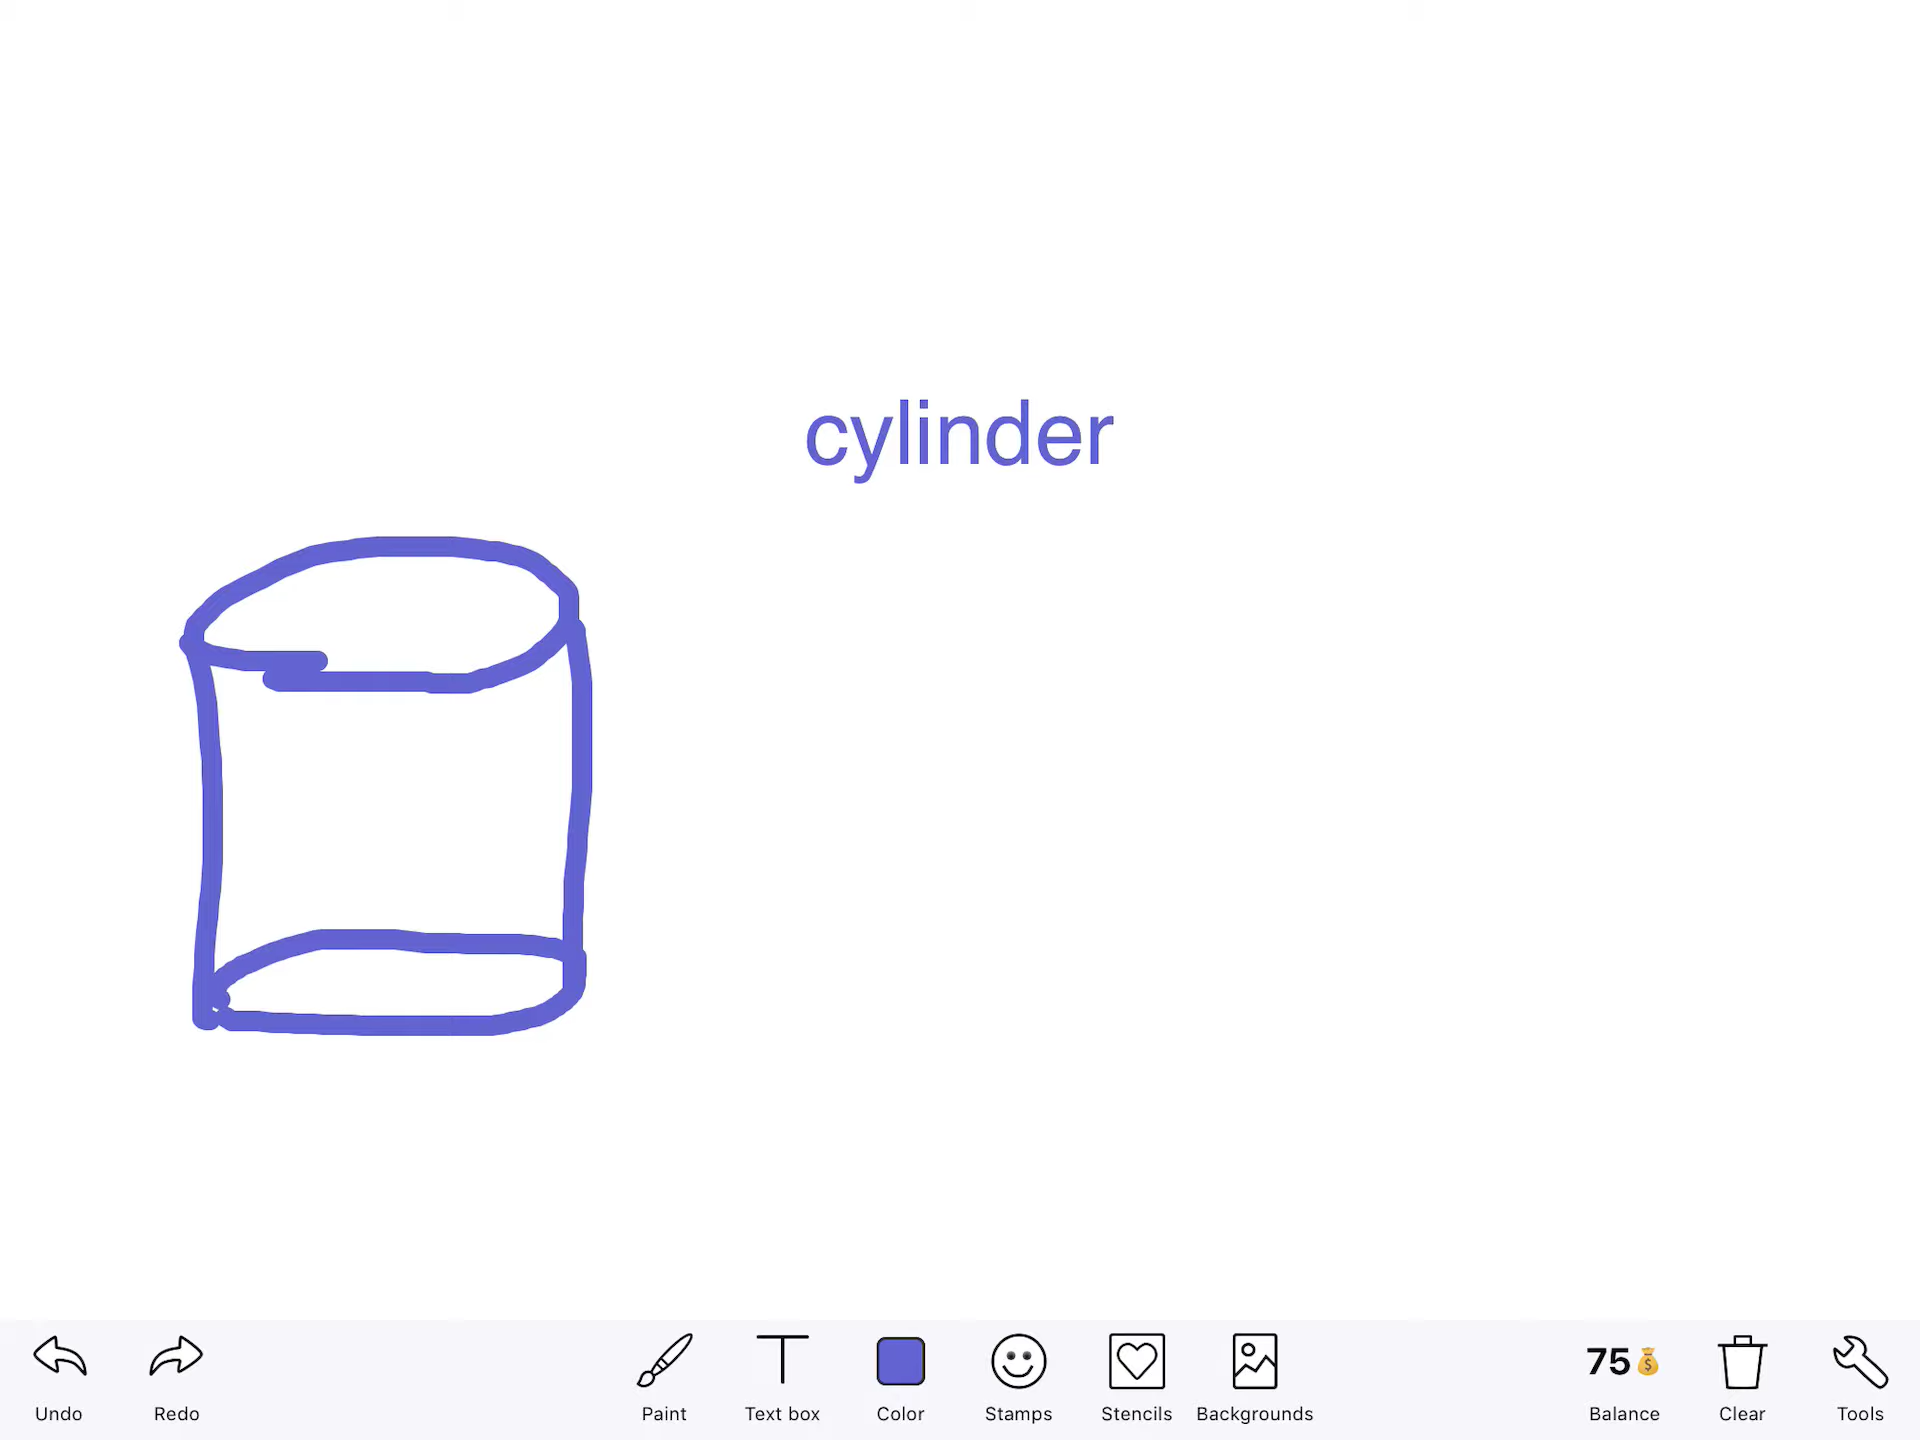 cylinder
Undo
Redo
Paint
Text box
Color
Stamps
Stencils
Backgrounds
75
Balance
Clear
Tools